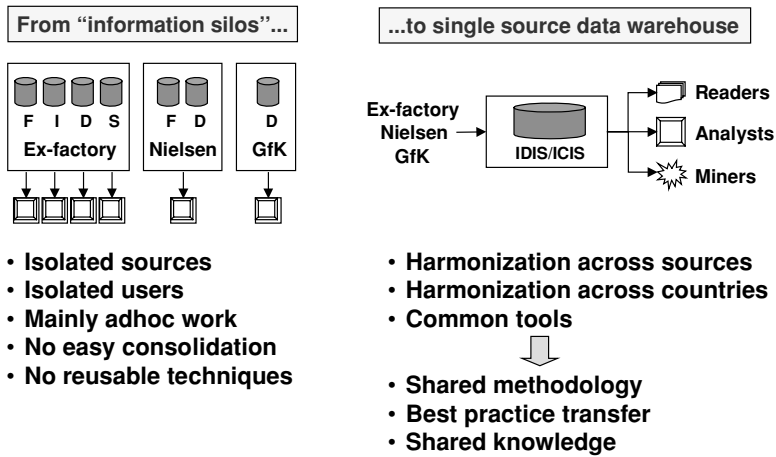 From “information silos”...
F I D S
Ex-factory
F D
Nielsen
D
GfK
• Isolated sources
• Isolated users
• Mainly adhoc work
• No easy consolidation
• No reusable techniques
...to single source data warehouse
Ex-factory
Nielsen
GfK
IDIS/ICIS
Readers
Analysts
Miners
• Harmonization across sources
• Harmonization across countries
• Common tools
• Shared methodology
• Best practice transfer
• Shared knowledge